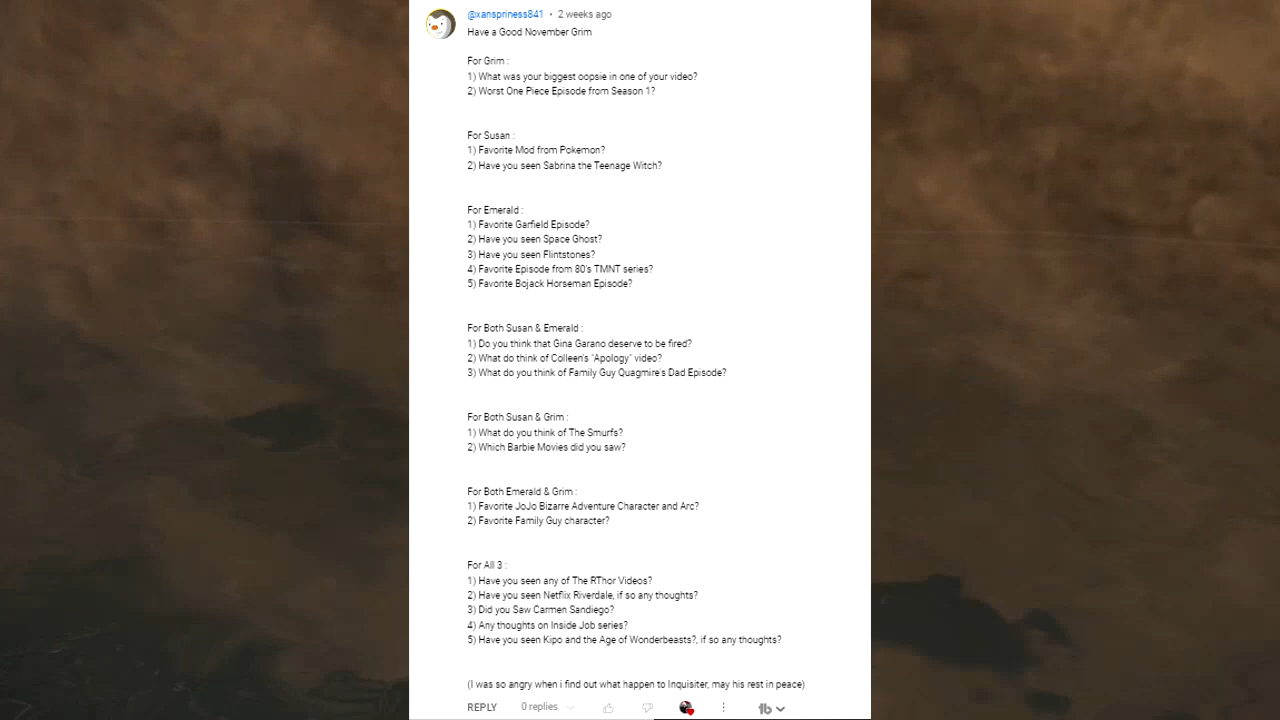 @xanspriness841 • 2 weeks ago
Have a Good November Grim
For Grim :
1) What was your biggest oopsie in one of your video?
2) Worst One Piece Episode from Season 1?
For Susan :
1) Favorite Mod from Pokemon?
2) Have you seen Sabrina the Teenage Witch?
For Emerald :
1) Favorite Garfield Episode?
2) Have you seen Space Ghost?
3) Have you seen Flintstones?
4) Favorite Episode from 80's TMNT series?
5) Favorite Bojack Horseman Episode?
For Both Susan & Emerald :
1) Do you think that Gina Garano deserve to be fired?
2) What do think of Colleen's "Apology" video?
3) What do you think of Family Guy Quagmire's Dad Episode?
For Both Susan & Grim :
1) What do you think of The Smurfs?
2) Which Barbie Movies did you saw?
For Both Emerald & Grim :
1) Favorite JoJo Bizarre Adventure Character and Arc?
2) Favorite Family Guy character?
For All 3 :
1) Have you seen any of The RThor Videos?
2) Have you seen Netflix Riverdale, if so any thoughts?
3) Did you Saw Carmen Sandiego?
4) Any thoughts on Inside Job series?
5) Have you seen Kipo and the Age of Wonderbeasts?, if so any thoughts?
(I was so angry when i find out what happen to Inquisiter, may his rest in peace)
REPLY 0 replies